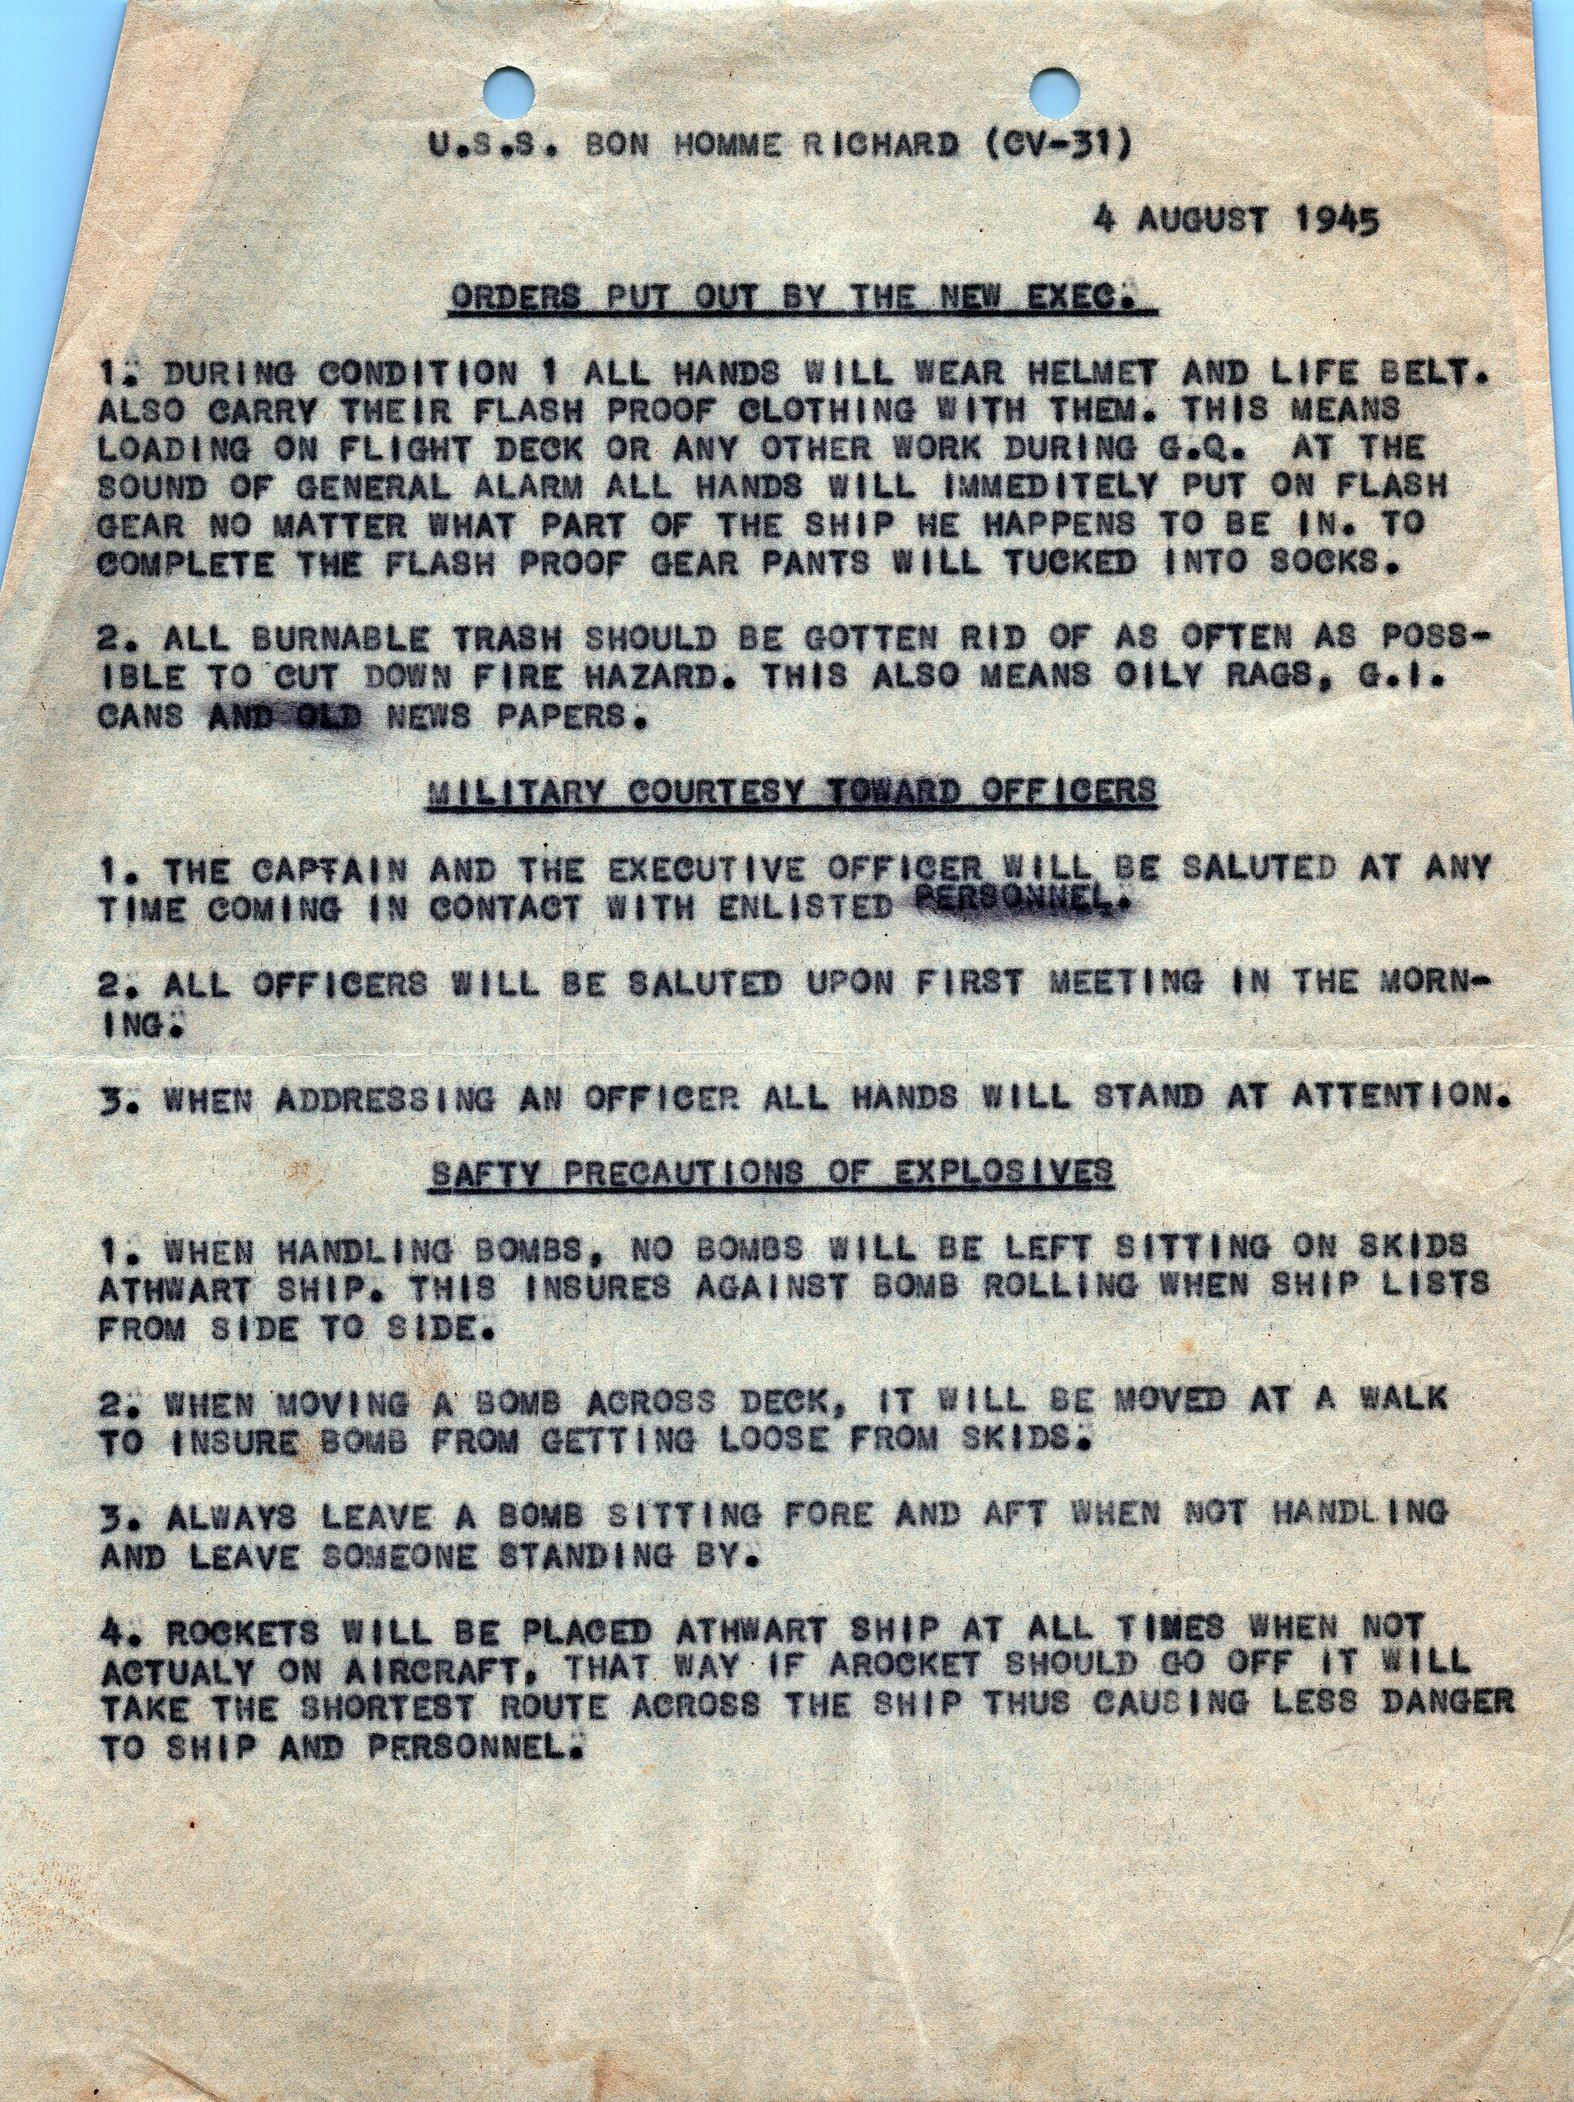 U.S.S. BON HOMME RICHARD (CV-31)
4 AUGUST 1945
ORDERS PUT OUT BY THE NEW EXEC.
1. DURING CONDITION 1 ALL HANDS WILL WEAR HELMET AND LIFE BELT.
ALSO CARRY THEIR FLASH PROOF CLOTHING WITH THEM. THIS MEANS
LOADING ON FLIGHT DECK OR ANY OTHER WORK DURING G.Q. AT THE
SOUND OF GENERAL ALARM ALL HANDS WILL IMMEDITELY PUT ON FLASH
GEAR NO MATTER WHAT PART OF THE SHIP HE HAPPENS TO BE IN. TO
COMPLETE THE FLASH PROOF GEAR PANTS WILL TUCKED INTO SOCKS.
2. ALL BURNABLE TRASH SHOULD BE GOTTEN RID OF AS OFTEN AS POSS-
IBLE TO CUT DOWN FIRE HAZARD. THIS ALSO MEANS OILY RAGS, G.I.
CANS AND OLD NEWS PAPERS.
MILITARY COURTESY TOWARD OFFICERS
1. THE CAPTAIN AND THE EXECUTIVE OFFICER WILL BE SALUTED AT ANY
TIME COMING IN CONTACT WITH ENLISTED PERSONNEL.
2. ALL OFFICERS WILL BE SALUTED UPON FIRST MEETING IN THE MORN-
ING.
3. WHEN ADDRESSING AN OFFICER ALL HANDS WILL STAND AT ATTENTION.
SAFTY PRECAUTIONS OF EXPLOSIVES
1. WHEN HANDLING BOMBS, NO BOMBS WILL BE LEFT SITTING ON SKIDS
ATHWART SHIP. THIS INSURES AGAINST BOMB ROLLING WHEN SHIP LISTS
FROM SIDE TO SIDE.
2. WHEN MOVING A BOMB ACROSS DECK, IT WILL BE MOVED AT A WALK
TO INSURE BOMB FROM GETTING LOOSE FROM SKIDS.
3. ALWAYS LEAVE A BOMB SITTING FORE AND AFT WHEN NOT HANDLING
AND LEAVE SOMEONE STANDING BY.
4. ROCKETS WILL BE PLACED ATHWART SHIP AT ALL TIMES WHEN NOT
ACTUALY ON AIRCRAFT, THAT WAY IF AROCKET SHOULD GO OFF IT WILL
TAKE THE SHORTEST ROUTE ACROSS THE SHIP THUS CAUSING LESS DANGER
TO SHIP AND PERSONNEL.